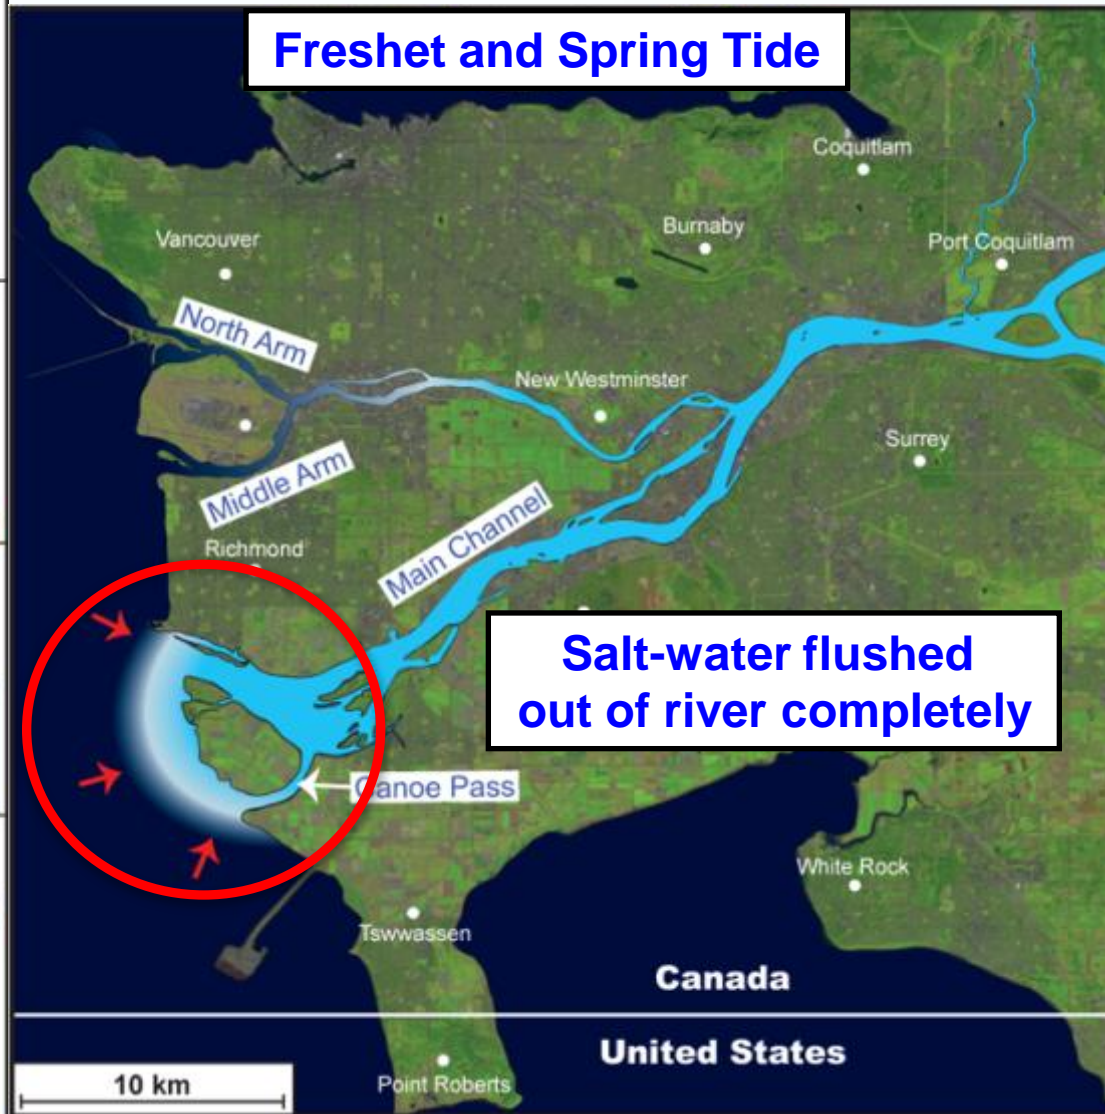 Freshet and Spring Tide
Coquitlam
Burnaby
Vancouver
Port Coquitlam
North Arm
New Westminster
Surrey
Middle Arm
Main Channel
Richmond
Salt-water flushed
out of river completely
Canoe Pass
White Rock
Tswwassen
Canada
United States
10 km
Point Roberts